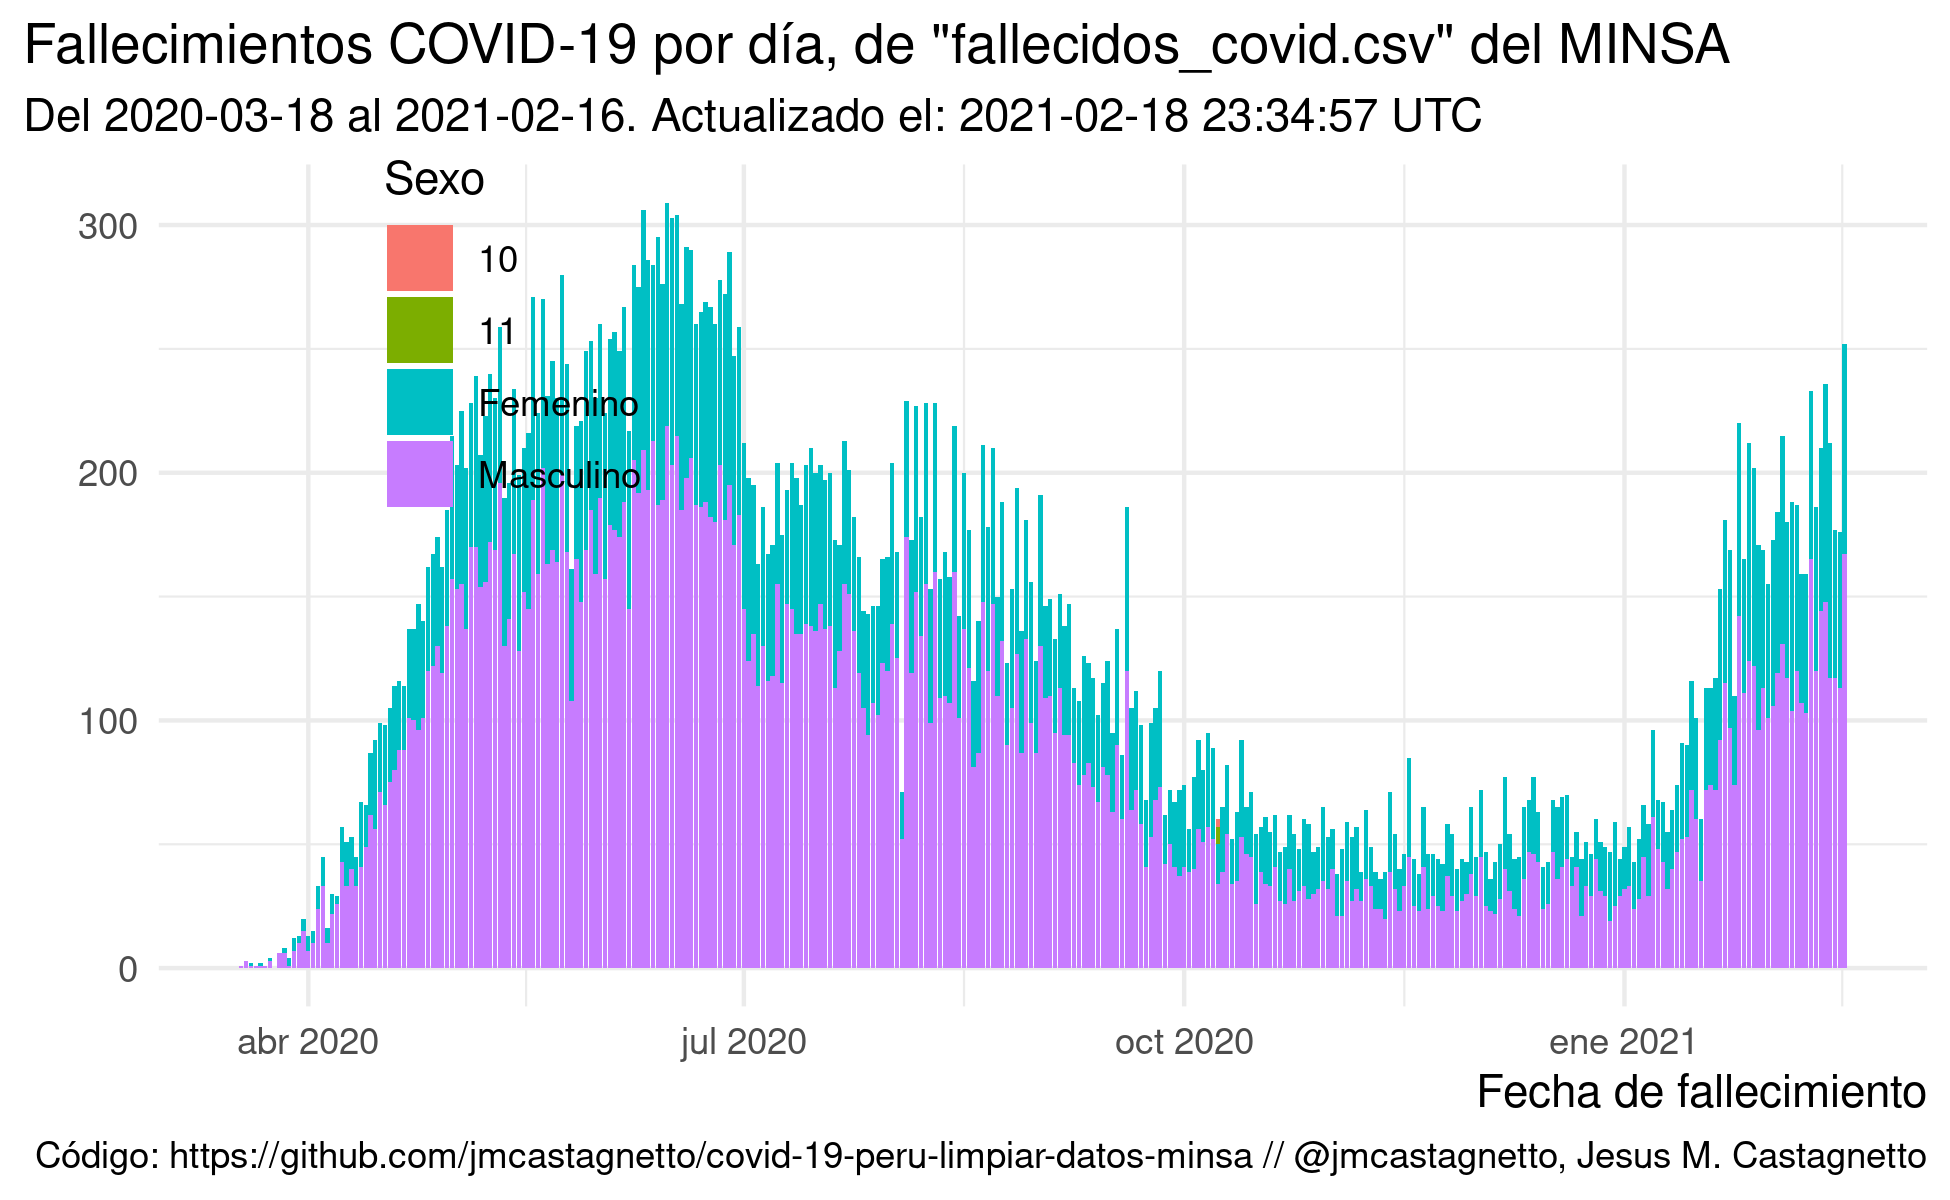 Fallecimientos COVID-19 por día, de "fallecidos_covid.csv" del MINSA
Del 2020-03-18 al 2021-02-16. Actualizado el: 2021-02-18 23:34:57 UTC
Sexo
10
11
Femenino
Masculino
300
200
100
0
abr 2020 jul 2020 oct 2020 ene 2021
Fecha de fallecimiento
Código: https://github.com/jmcastagnetto/covid-19-peru-limpiar-datos-minsa // @jmcastagnetto, Jesus M. Castagnetto